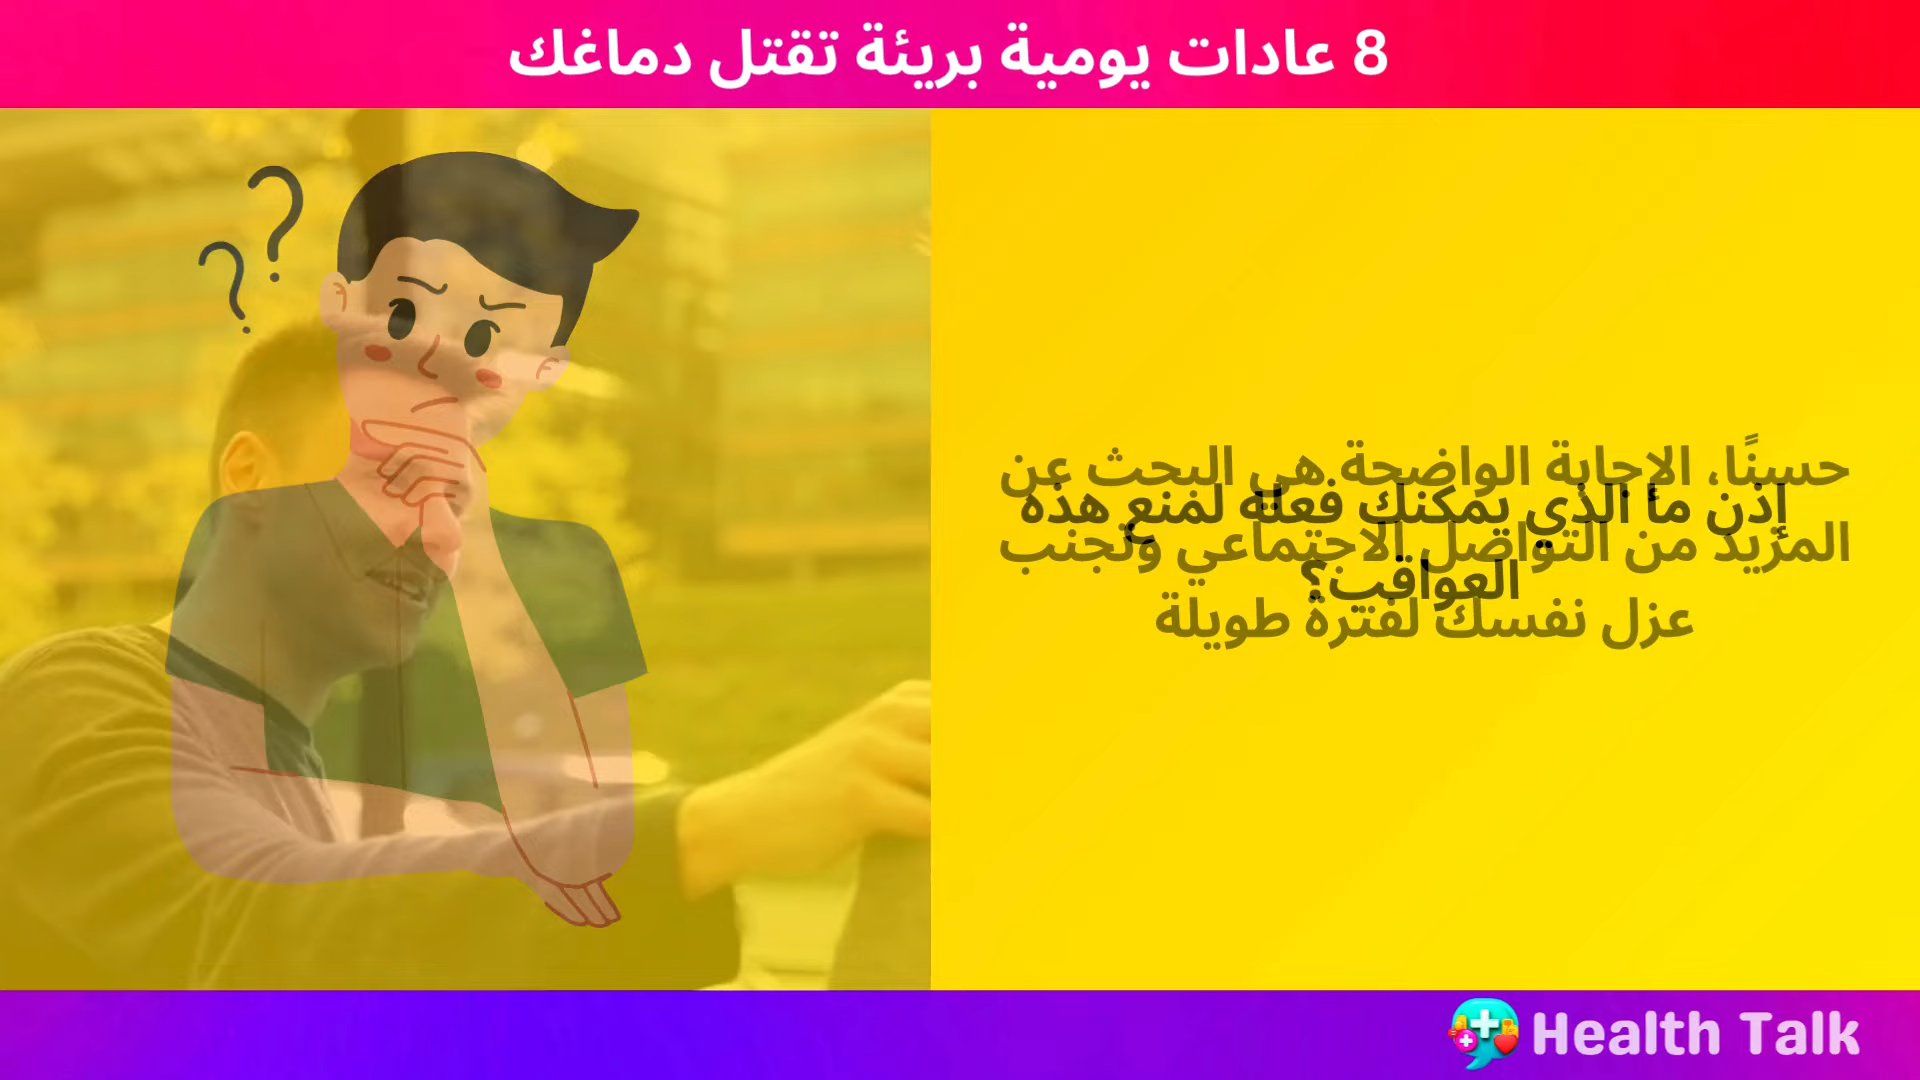 8 عادات يومية بريئة تقتل دماغك
إذن ما الذي يمكنك فعله لمنع هذه
العواقب؟
حسنًا، الإجابة الواضحة هي البحث عن
المزيد من التواصل الاجتماعي وتجنب
عزل نفسك لفترة طويلة
Health Talk